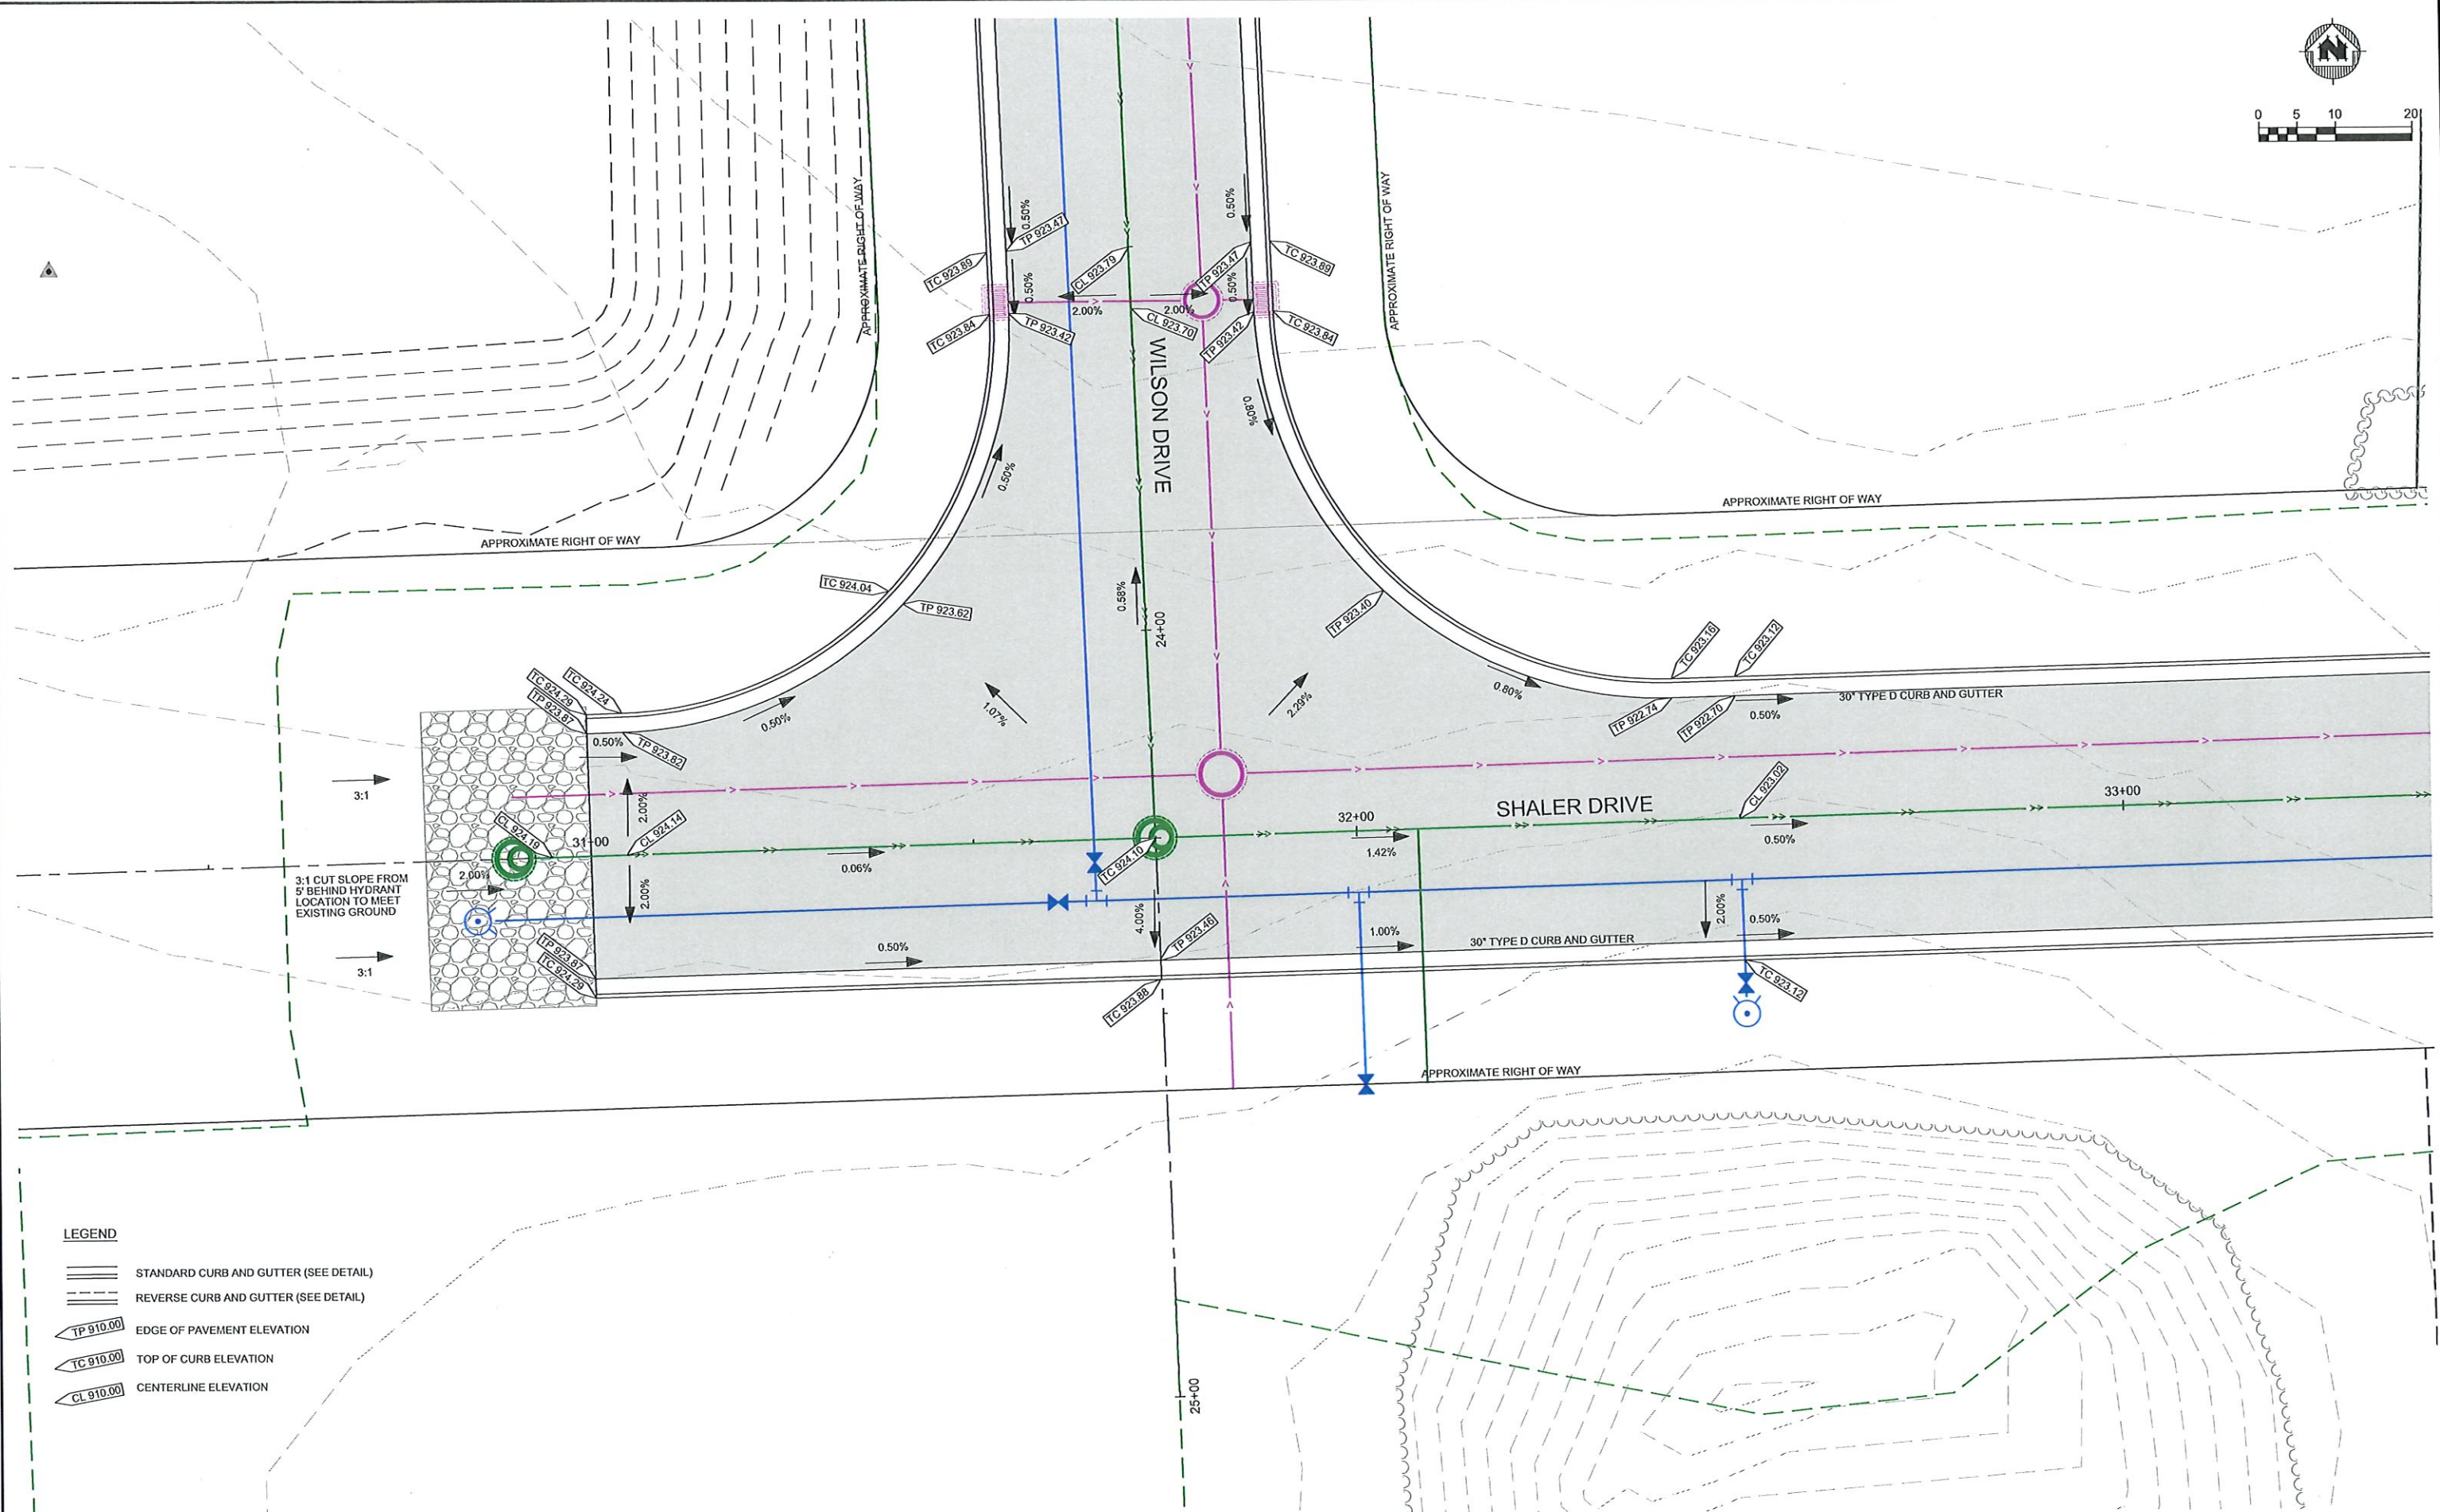 N
0 5 10 20
APPROXIMATE RIGHT OF WAY
APPROXIMATE RIGHT OF WAY
0.50%
TP 923.47
TC 923.89
CL 923.79
0.50%
TP 923.47
TC 923.89
0.50%
0.50%
2.00%
2.00%
TC 923.84
TP 923.42
CL 923.70
TP 923.42
TC 923.84
WILSON DRIVE
0.80%
0.50%
APPROXIMATE RIGHT OF WAY
APPROXIMATE RIGHT OF WAY
TC 924.04
TP 923.62
0.58%
24+00
TP 923.40
TC 923.16
TC 923.12
TC 924.24
TC 924.29
TP 923.87
0.50%
1.07%
2.29%
0.80%
TP 922.74
TP 922.70
0.50%
30" TYPE D CURB AND GUTTER
0.50%
TP 923.82
3:1
2.00%
CL 924.19
31+00
CL 924.14
0.06%
TC 924.10
32+00
1.42%
SHALER DRIVE
CL 923.02
0.50%
33+00
3:1 CUT SLOPE FROM
5' BEHIND HYDRANT
LOCATION TO MEET
EXISTING GROUND
2.00%
2.00%
3:1
TP 923.87
TC 924.29
0.50%
4.00%
TP 923.46
TC 923.88
1.00%
30" TYPE D CURB AND GUTTER
2.00%
0.50%
TC 923.12
APPROXIMATE RIGHT OF WAY
25+00
LEGEND
STANDARD CURB AND GUTTER (SEE DETAIL)
REVERSE CURB AND GUTTER (SEE DETAIL)
TP 910.00 EDGE OF PAVEMENT ELEVATION
TC 910.00 TOP OF CURB ELEVATION
CL 910.00 CENTERLINE ELEVATION